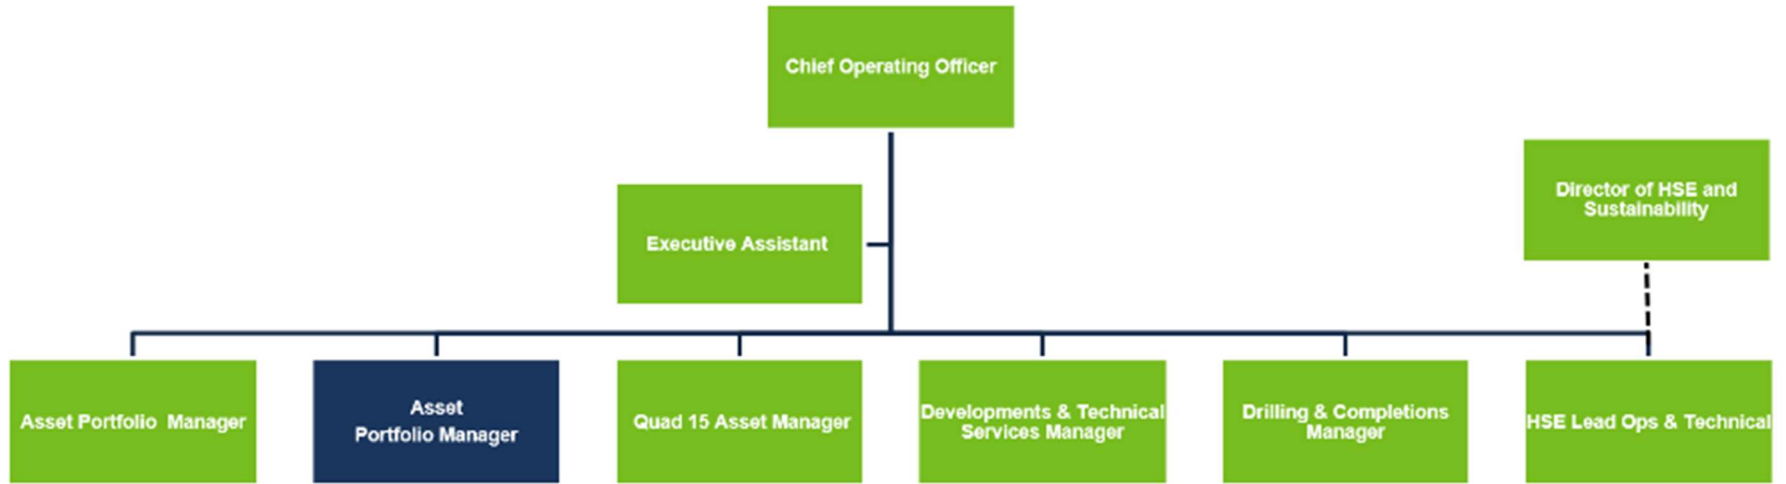 Chief Operating Officer
Director of HSE and
Sustainability
Executive Assistant
Asset Portfolio Manager
Asset
Portfolio Manager
Quad 15 Asset Manager
Developments & Technical
Services Manager
Drilling & Completions
Manager
HSE Lead Ops & Technical